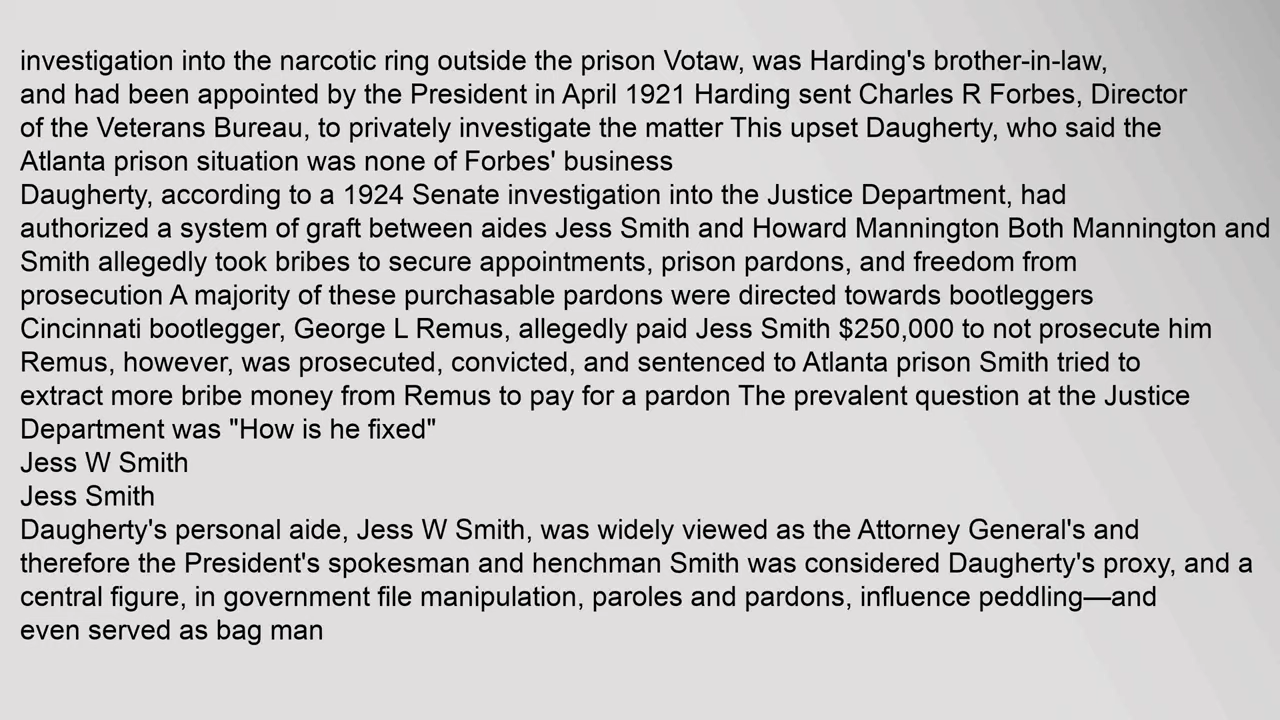 investigation into the narcotic ring outside the prison Votaw, was Harding's brother-in-law,
and had been appointed by the President in April 1921 Harding sent Charles R Forbes, Director
of the Veterans Bureau, to privately investigate the matter This upset Daugherty, who said the
Atlanta prison situation was none of Forbes' business
Daugherty, according to a 1924 Senate investigation into the Justice Department, had
authorized a system of graft between aides Jess Smith and Howard Mannington Both Mannington and
Smith allegedly took bribes to secure appointments, prison pardons, and freedom from
prosecution A majority of these purchasable pardons were directed towards bootleggers
Cincinnati bootlegger, George L Remus, allegedly paid Jess Smith $250,000 to not prosecute him
Remus, however, was prosecuted, convicted, and sentenced to Atlanta prison Smith tried to
extract more bribe money from Remus to pay for a pardon The prevalent question at the Justice
Department was "How is he fixed"
Jess W Smith
Jess Smith
Daugherty's personal aide, Jess W Smith, was widely viewed as the Attorney General's and
therefore the President's spokesman and henchman Smith was considered Daugherty's proxy, and a
central figure, in government file manipulation, paroles and pardons, influence peddling—and
even served as bag man